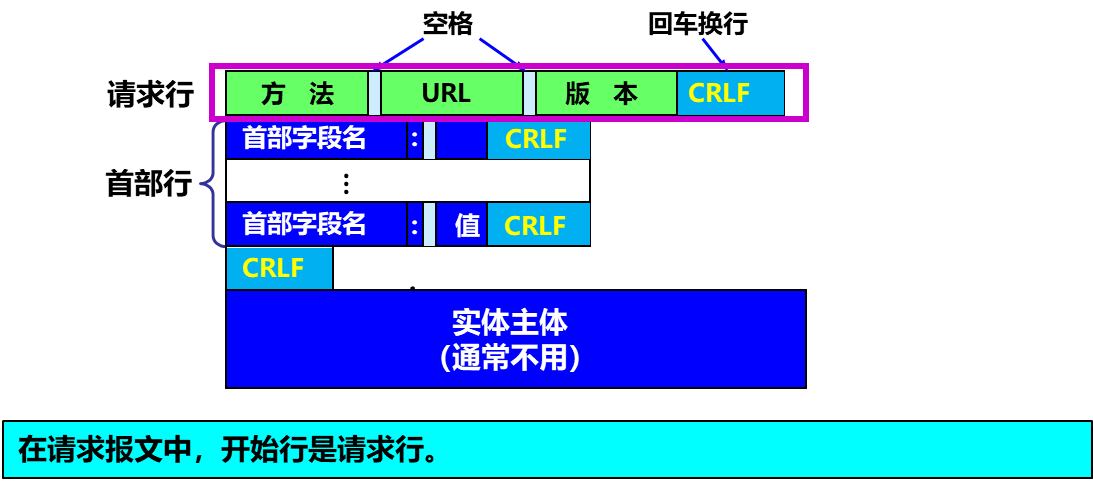 空格 回车换行
请求行 方 法 URL 版 本 CRLF
首部字段名 : CRLF
首部行 ⋮
首部字段名 : 值 CRLF
CRLF
实体主体
（通常不用）
在请求报文中，开始行是请求行。